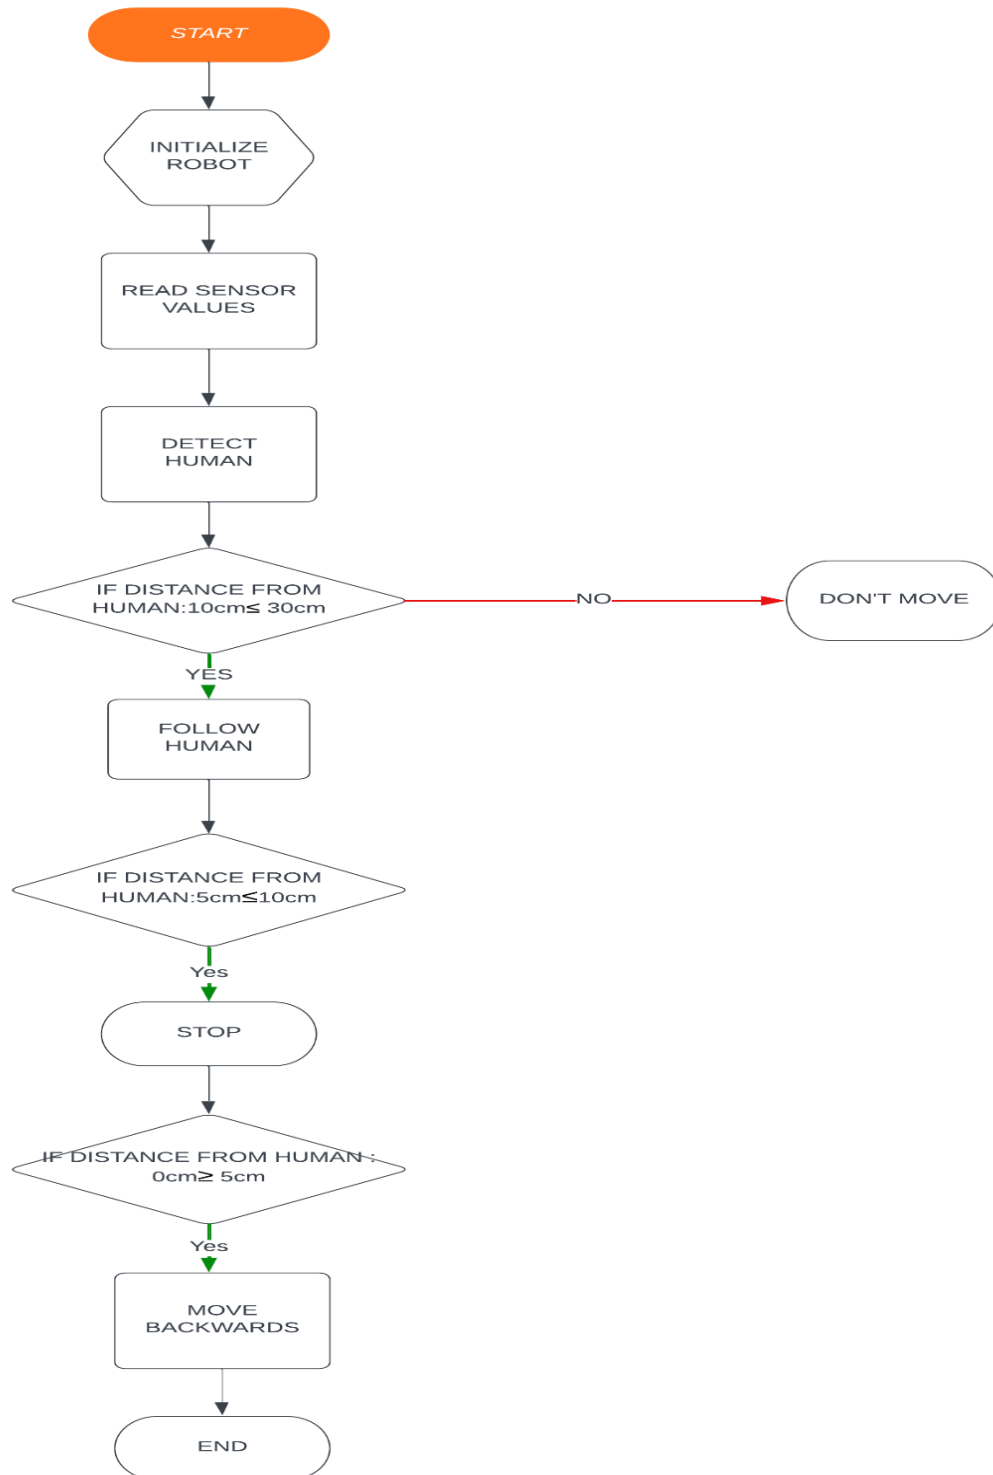 START
INITIALIZE
ROBOT
READ SENSOR
VALUES
DETECT
HUMAN
IF DISTANCE FROM
HUMAN:10cm≤ 30cm
NO
DON'T MOVE
YES
FOLLOW
HUMAN
IF DISTANCE FROM
HUMAN:5cm≤10cm
Yes
STOP
IF DISTANCE FROM HUMAN :
0cm≥ 5cm
Yes
MOVE
BACKWARDS
END